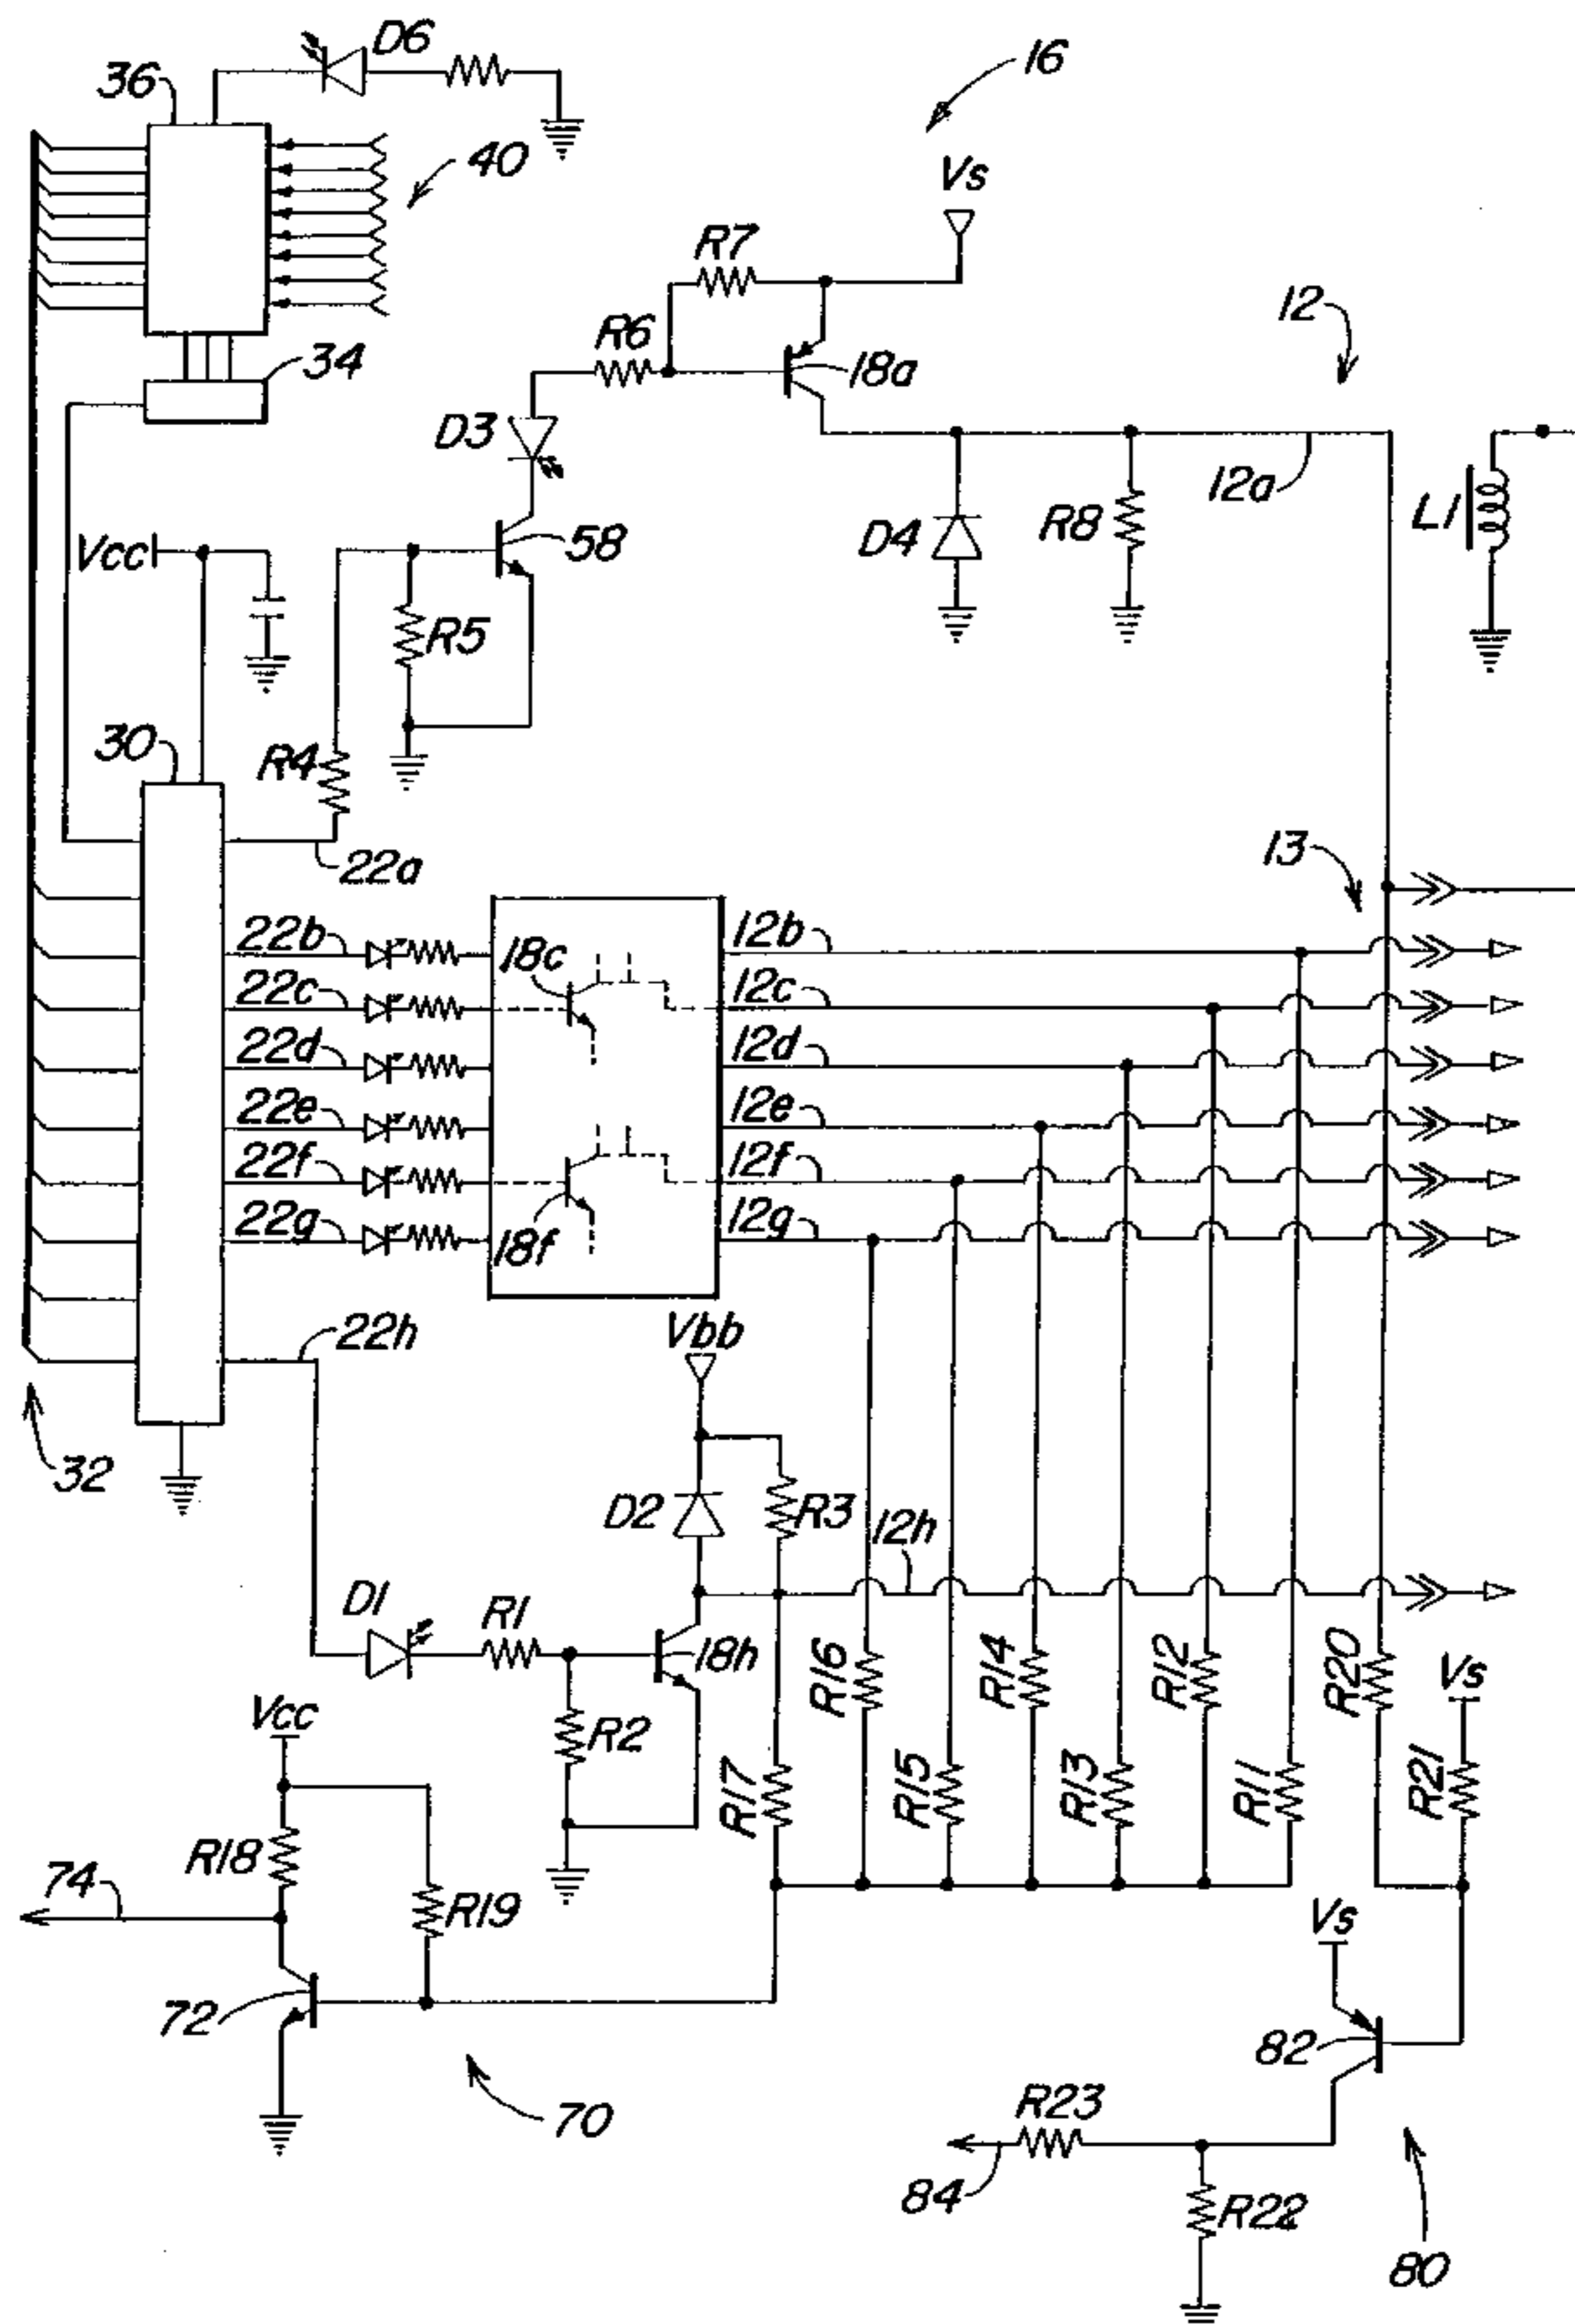 D6
16
36
40
Vs
R7
12
R6
34
18a
D3
12a
L1
58
D4
R8
Vcc
R5
30
R4
13
22a
22b
12b
18c
22c
12c
22d
12d
22e
12e
22f
12f
22g
18f
12g
22h
Vbb
32
D2
R3
12h
D1
R1
18h
R16
R14
R12
R20
Vs
Vcc
R2
R17
R15
R13
R11
R21
R18
74
R19
Vs
72
82
70
R23
84
R22
80